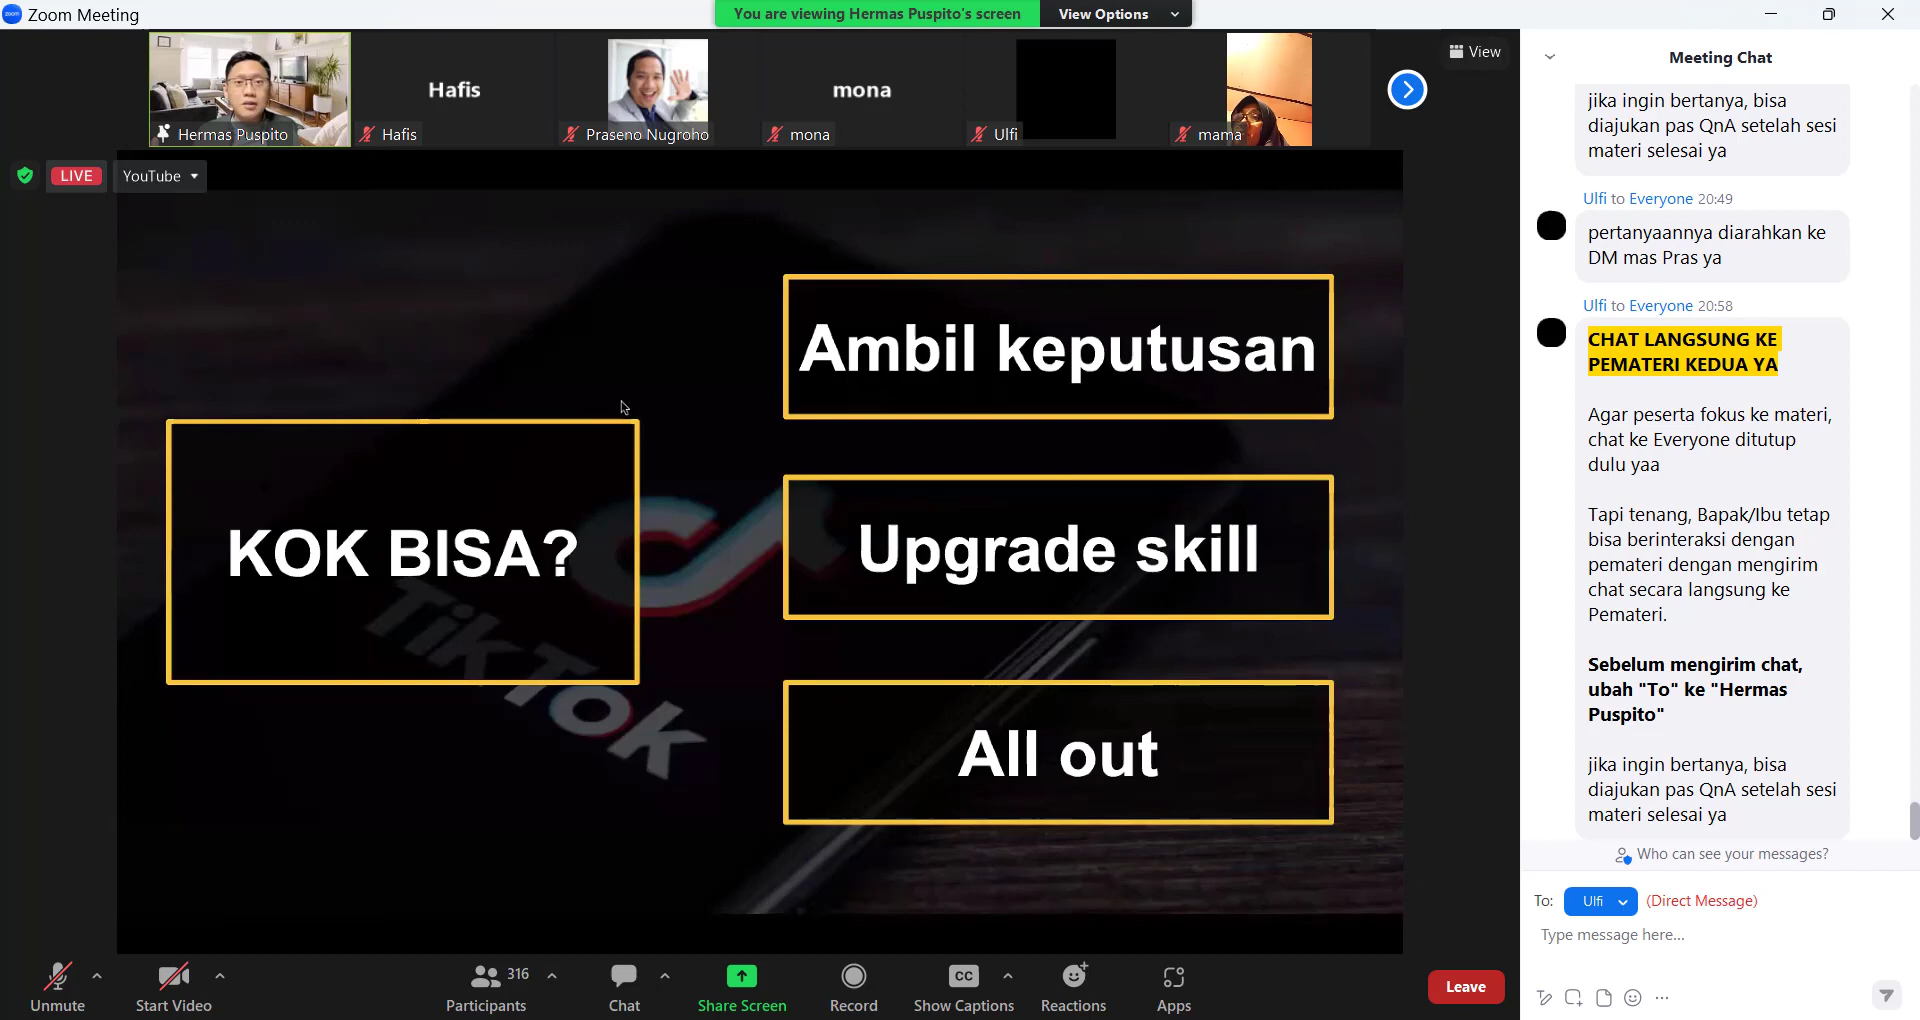 zoom
Zoom Meeting
You are viewing Hermas Puspito's screen
View Options
View
Hermas Puspito
Hafis
Hafis
Praseno Nugroho
mona
mona
Ulfi
mama
LIVE
YouTube
KOK BISA?
Ambil keputusan
Upgrade skill
All out
TikTok
Meeting Chat
jika ingin bertanya, bisa
diajukan pas QnA setelah sesi
materi selesai ya
Ulfi to Everyone 20:49
pertanyaannya diarahkan ke
DM mas Pras ya
Ulfi to Everyone 20:58
CHAT LANGSUNG KE
PEMATERI KEDUA YA
Agar peserta fokus ke materi,
chat ke Everyone ditutup
dulu yaa
Tapi tenang, Bapak/Ibu tetap
bisa berinteraksi dengan
pemateri dengan mengirim
chat secara langsung ke
Pemateri.
Sebelum mengirim chat,
ubah "To" ke "Hermas
Puspito"
jika ingin bertanya, bisa
diajukan pas QnA setelah sesi
materi selesai ya
Who can see your messages?
To: Ulfi (Direct Message)
Type message here...
Unmute
Start Video
316
Participants
Chat
Share Screen
Record
CC
Show Captions
Reactions
Apps
Leave